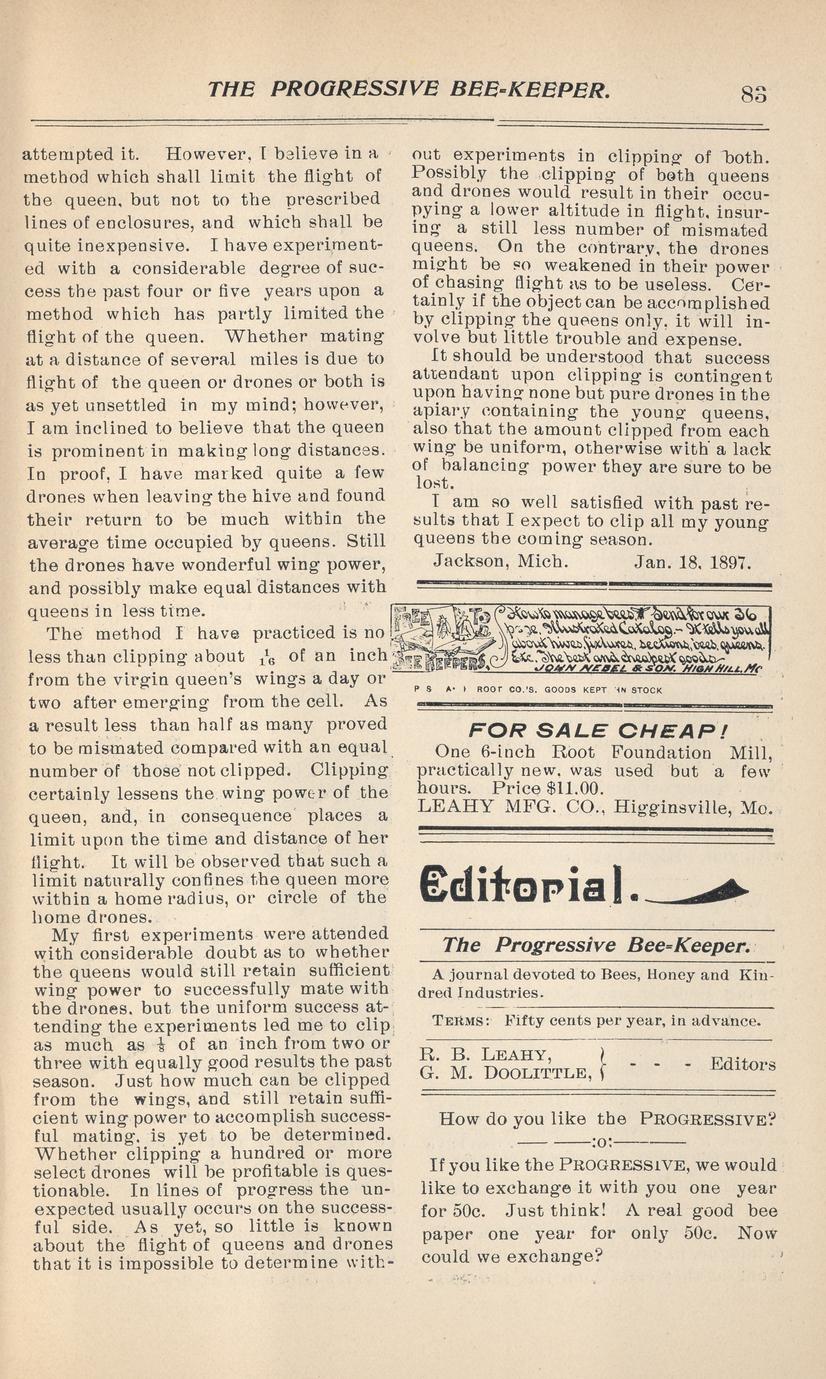 THE PROGRESSIVE BEE-KEEPER. 83
attempted it. However, I believe in a
method which shall limit the flight of
the queen, but not to the prescribed
lines of enclosures, and which shall be
quite inexpensive. I have experiment-
ed with a considerable degree of suc-
cess the past four or five years upon a
method which has partly limited the
flight of the queen. Whether mating
at a distance of several miles is due to
flight of the queen or drones or both is
as yet unsettled in my mind; however,
I am inclined to believe that the queen
is prominent in making long distances.
In proof, I have marked quite a few
drones when leaving the hive and found
their return to be much within the
average time occupied by queens. Still
the drones have wonderful wing power,
and possibly make equal distances with
queens in less time.
The method I have practiced is no
less than clipping about 1/16 of an inch
from the virgin queen's wings a day or
two after emerging from the cell. As
a result less than half as many proved
to be mismated compared with an equal
number of those not clipped. Clipping
certainly lessens the wing power of the
queen, and, in consequence places a
limit upon the time and distance of her
flight. It will be observed that such a
limit naturally confines the queen more
within a home radius, or circle of the
home drones.
My first experiments were attended
with considerable doubt as to whether
the queens would still retain sufficient
wing power to successfully mate with
the drones, but the uniform success at-
tending the experiments led me to clip
as much as 1/8 of an inch from two or
three with equally good results the past
season. Just how much can be clipped
from the wings, and still retain suffi-
cient wing power to accomplish success-
ful mating, is yet to be determined.
Whether clipping a hundred or more
select drones will be profitable is ques-
tionable. In lines of progress the un-
expected usually occurs on the success-
ful side. As yet, so little is known
about the flight of queens and drones
that it is impossible to determine with-
out experiments in clipping of both.
Possibly the clipping of both queens
and drones would result in their occu-
pying a lower altitude in flight, insur-
ing a still less number of mismated
queens. On the contrary, the drones
might be so weakened in their power
of chasing flight as to be useless. Cer-
tainly if the object can be accomplished
by clipping the queens only, it will in-
volve but little trouble and expense.
It should be understood that success
attendant upon clipping is contingent
upon having none but pure drones in the
apiary containing the young queens,
also that the amount clipped from each
wing be uniform, otherwise with a lack
of balancing power they are sure to be
lost.
I am so well satisfied with past re-
sults that I expect to clip all my young
queens the coming season.
Jackson, Mich. Jan. 18, 1897.
FREE TO
BEE KEEPERS.
How to manage bees? Send for our 36
page, Illustrated Catalog.- It tells you all
about hives, fixtures, sections, bees, queens,
Etc. The best and cheapest goods-
JOHN NEBEL & SON. HIGH HILL, Mo
P S A. I ROOT CO.'S. GOODS KEPT IN STOCK
FOR SALE CHEAP!
One 6-inch Root Foundation Mill,
practically new, was used but a few
hours. Price $11.00.
LEAHY MFG. CO., Higginsville, Mo.
Editorial.
The Progressive Bee-Keeper.
A journal devoted to Bees, Honey and Kin-
dred Industries.
TERMS: Fifty cents per year, in advance.
R. B. LEAHY,
G. M. DOOLITTLE, } - - - Editors
How do you like the PROGRESSIVE?
:o:
If you like the PROGRESSIVE, we would
like to exchange it with you one year
for 50c. Just think! A real good bee
paper one year for only 50c. Now
could we exchange?